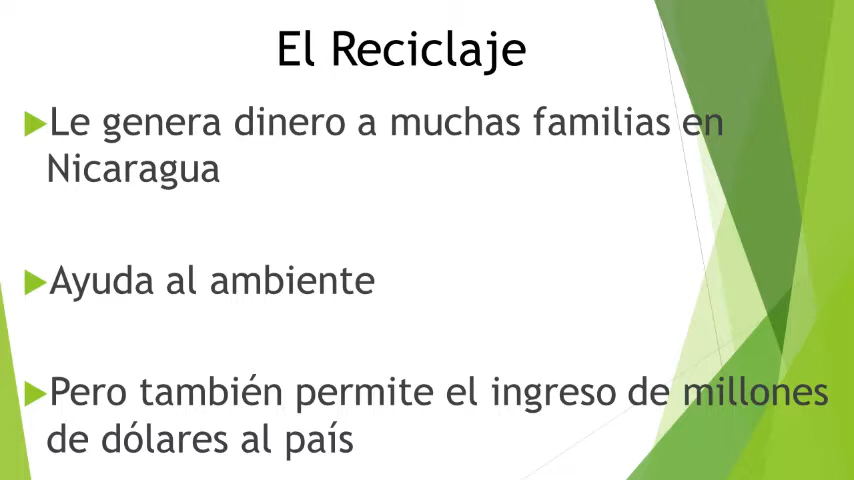 El Reciclaje
Le genera dinero a muchas familias en
Nicaragua
Ayuda al ambiente
Pero también permite el ingreso de millones
de dólares al país